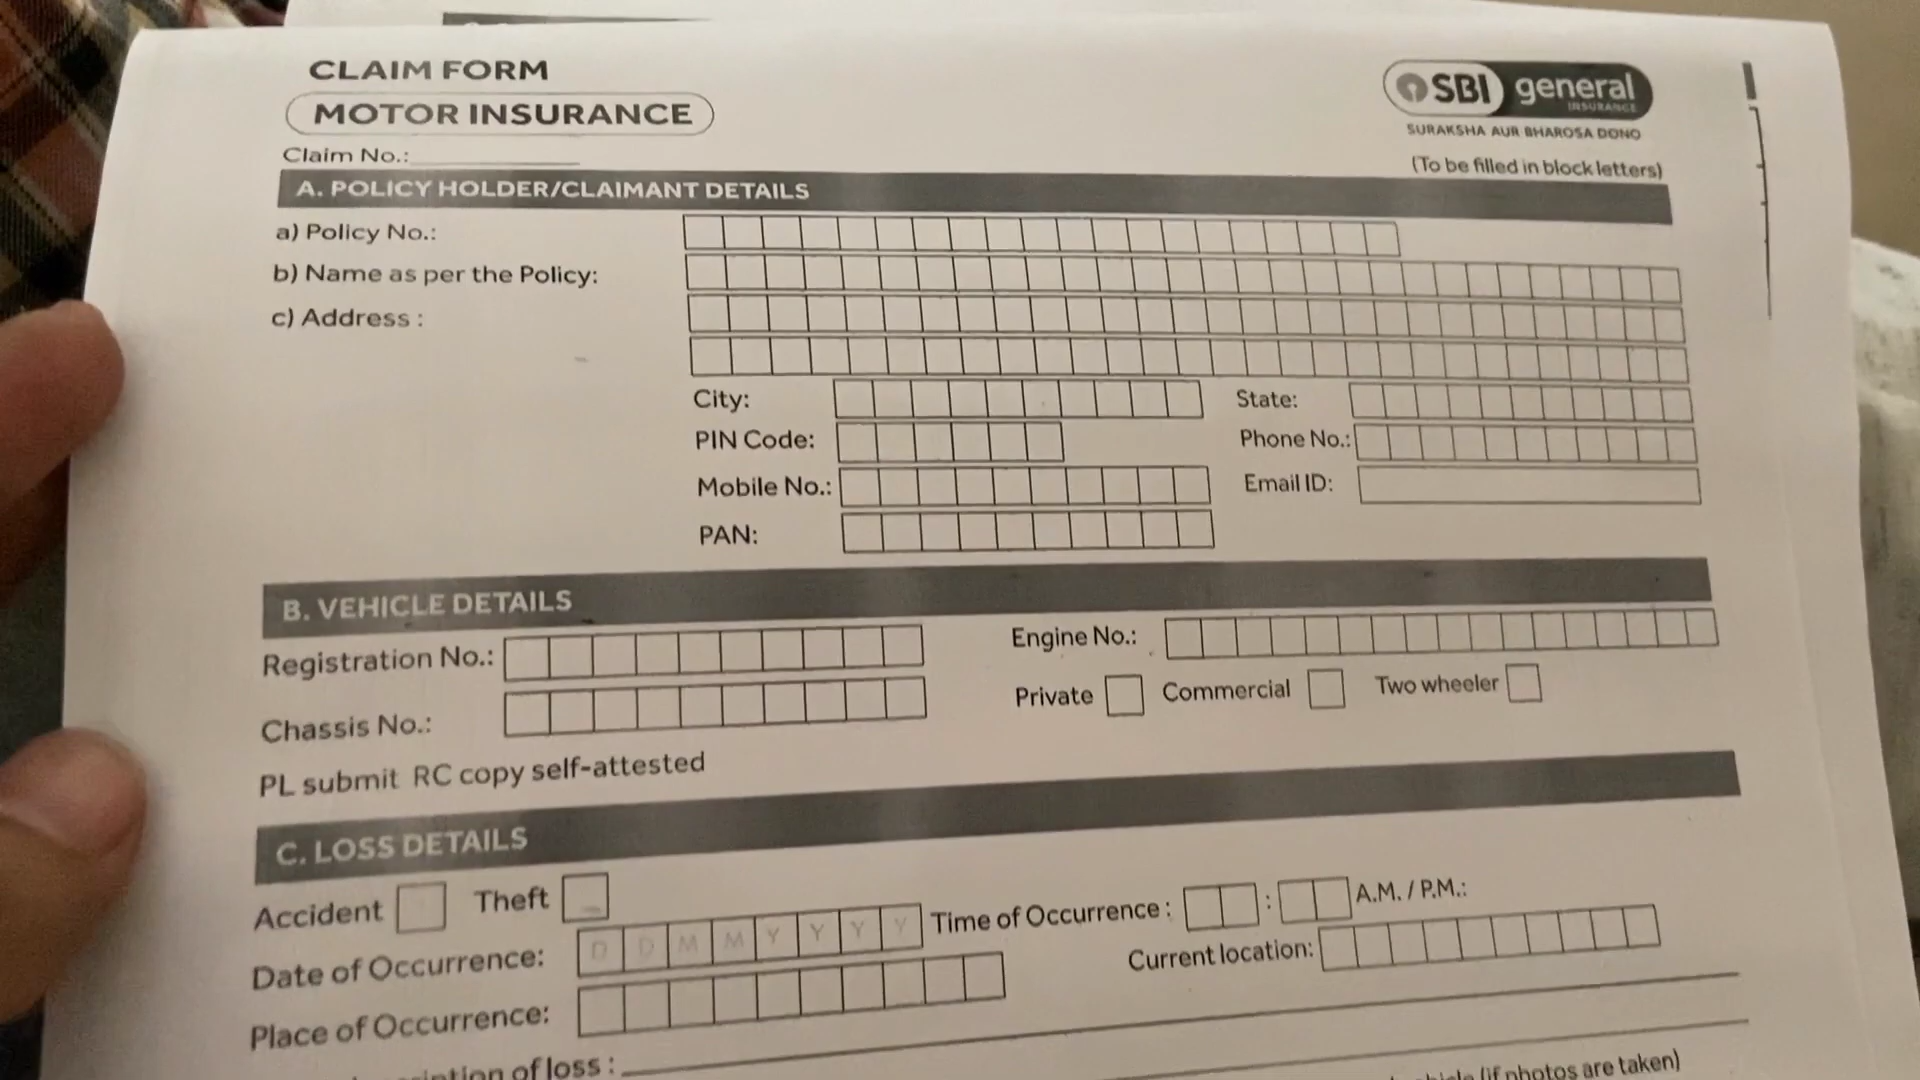 CLAIM FORM
MOTOR INSURANCE
SBI general
INSURANCE
SURAKSHA AUR BHAROSA DONO
Claim No.:
(To be filled in block letters)
A. POLICY HOLDER/CLAIMANT DETAILS
a) Policy No.:
b) Name as per the Policy:
c) Address :
City: State:
PIN Code: Phone No.:
Mobile No.: Email ID:
PAN:
B. VEHICLE DETAILS
Registration No.: Engine No.:
Chassis No.: Private Commercial Two wheeler
PL submit RC copy self-attested
C. LOSS DETAILS
Accident Theft
Date of Occurrence: D D M M Y Y Y Y Time of Occurrence : : A.M. / P.M.:
Place of Occurrence: Current location:
of loss :
(if photos are taken)